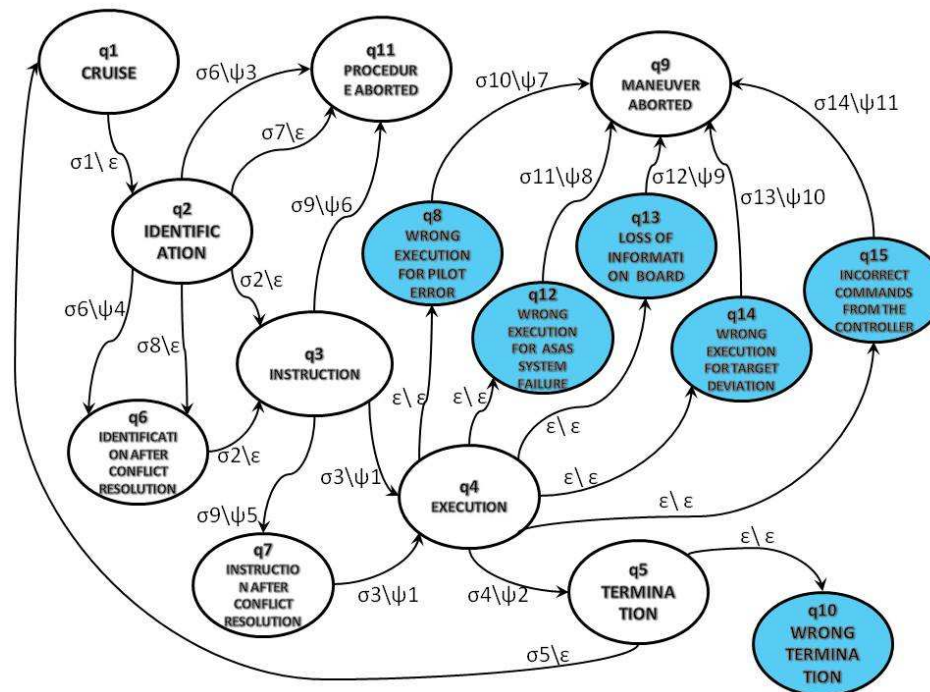 q1
CRUISE
q11
PROCEDUR
E ABORTED
q9
MANEUVER
ABORTED
σ6\ψ3
σ10\ψ7
σ14\ψ11
σ7\ε
σ1\ ε
σ11\ψ8
σ12\ψ9
σ9\ψ6
σ13\ψ10
q2
IDENTIFIC
ATION
q8
WRONG
EXECUTION
FOR PILOT
ERROR
q13
LOSS OF
INFORMATI
ON BOARD
q15
INCORRECT
COMMANDS
FROM THE
CONTROLLER
σ2\ε
σ6\ψ4
σ8\ε
q12
WRONG
EXECUTION
FOR ASAS
SYSTEM
FAILURE
q14
WRONG
EXECUTION
FOR TARGET
DEVIATION
q3
INSTRUCTION
ε\ ε
ε\ ε
ε\ ε
q6
IDENTIFICATI
ON AFTER
CONFLICT
RESOLUTION
σ2\ε
σ3\ψ1
q4
EXECUTION
ε\ ε
ε\ ε
σ9\ψ5
q7
INSTRUCTIO
N AFTER
CONFLICT
RESOLUTION
σ3\ψ1
σ4\ψ2
q5
TERMINA
TION
ε\ ε
q10
WRONG
TERMINA
TION
σ5\ε